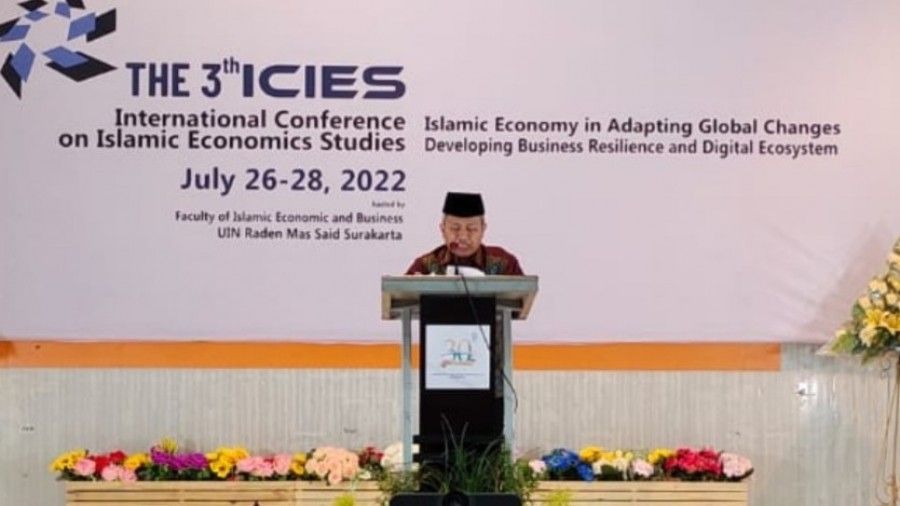 THE 3th ICIES
International Conference
on Islamic Economics Studies
July 26-28, 2022
hosted by
Faculty of Islamic Economic and Business
UIN Raden Mas Said Surakarta
Islamic Economy in Adapting Global Changes
Developing Business Resilience and Digital Ecosystem
30